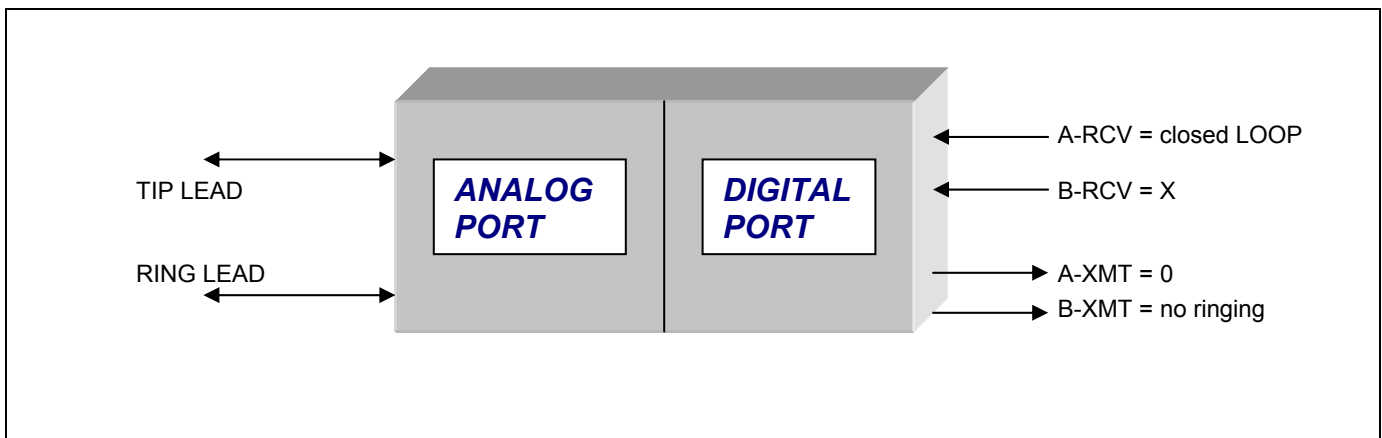 TIP LEAD
RING LEAD
ANALOG
PORT
DIGITAL
PORT
A-RCV = closed LOOP
B-RCV = X
A-XMT = 0
B-XMT = no ringing